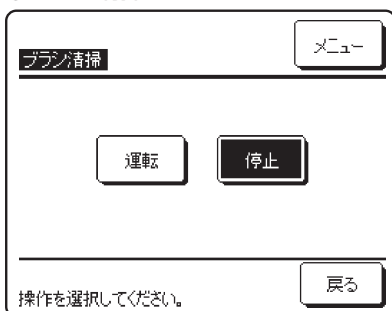 ブラシ清掃
メニュー
運転
停止
操作を選択してください。
戻る